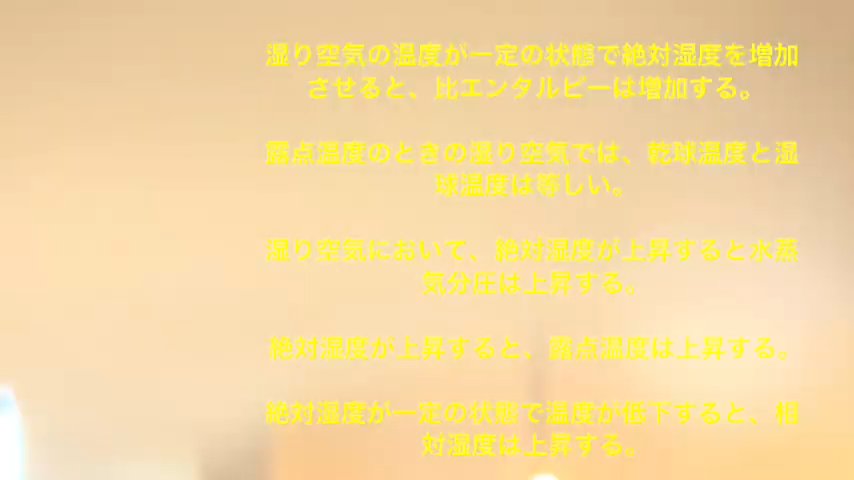 湿り空気の温度が一定の状態で絶対湿度を増加
させると、比エンタルピーは増加する。
露点温度のときの湿り空気では、乾球温度と湿
球温度は等しい。
湿り空気において、絶対湿度が上昇すると水蒸
気分圧は上昇する。
絶対湿度が上昇すると、露点温度は上昇する。
絶対湿度が一定の状態で温度が低下すると、相
対湿度は上昇する。